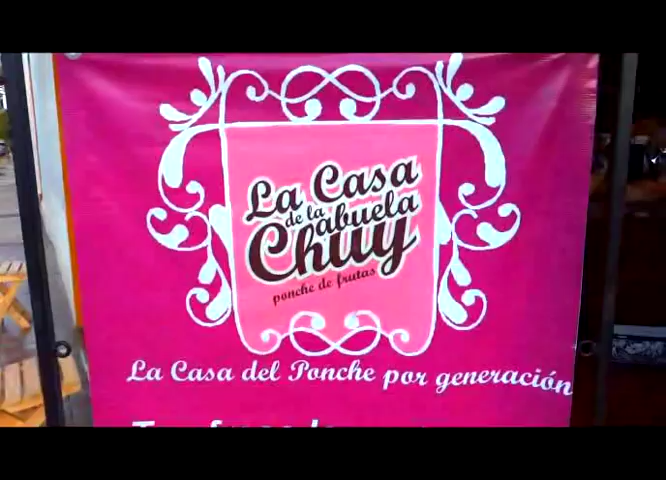 La Casa
de la abuela
Chuy
ponche de frutas
La Casa del Ponche por generación